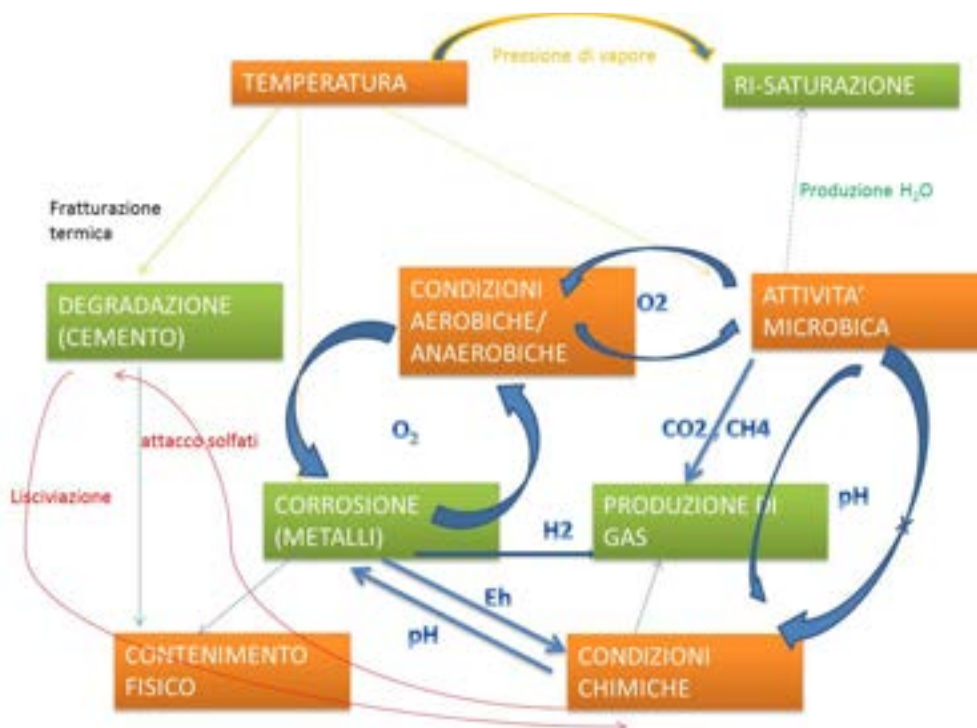 Pressione di vapore
TEMPERATURA
RI-SATURAZIONE
Produzione H₂O
Fratturazione
termica
DEGRADAZIONE
(CEMENTO)
CONDIZIONI
AEROBICHE/
ANAEROBICHE
O2
ATTIVITA'
MICROBICA
O₂
CO2, CH4
attacco solfati
Lisciviazione
CORROSIONE
(METALLI)
H2
PRODUZIONE DI
GAS
pH
Eh
pH
CONTENIMENTO
FISICO
CONDIZIONI
CHIMICHE